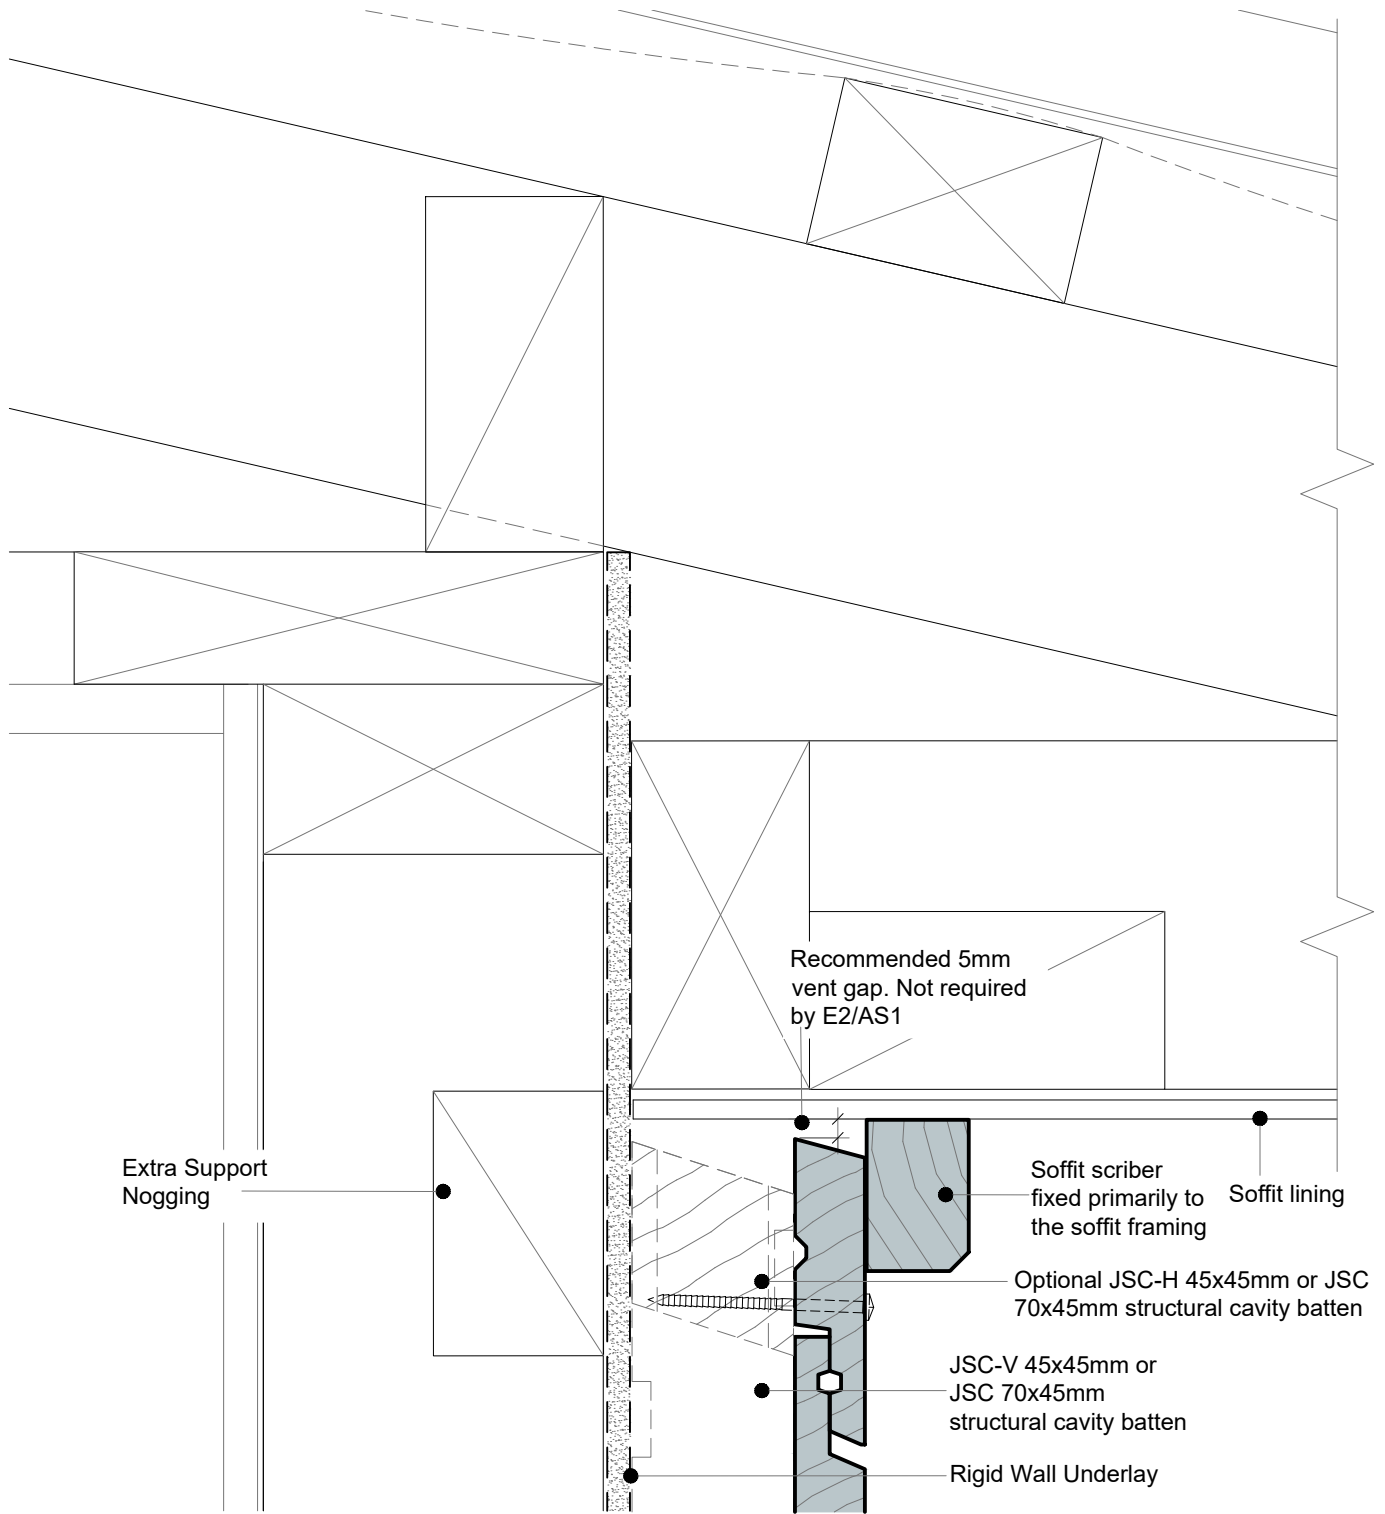 Recommended 5mm
vent gap. Not required
by E2/AS1
Extra Support
Nogging
Soffit scriber
fixed primarily to
the soffit framing
Soffit lining
Optional JSC-H 45x45mm or JSC
70x45mm structural cavity batten
JSC-V 45x45mm or
JSC 70x45mm
structural cavity batten
Rigid Wall Underlay